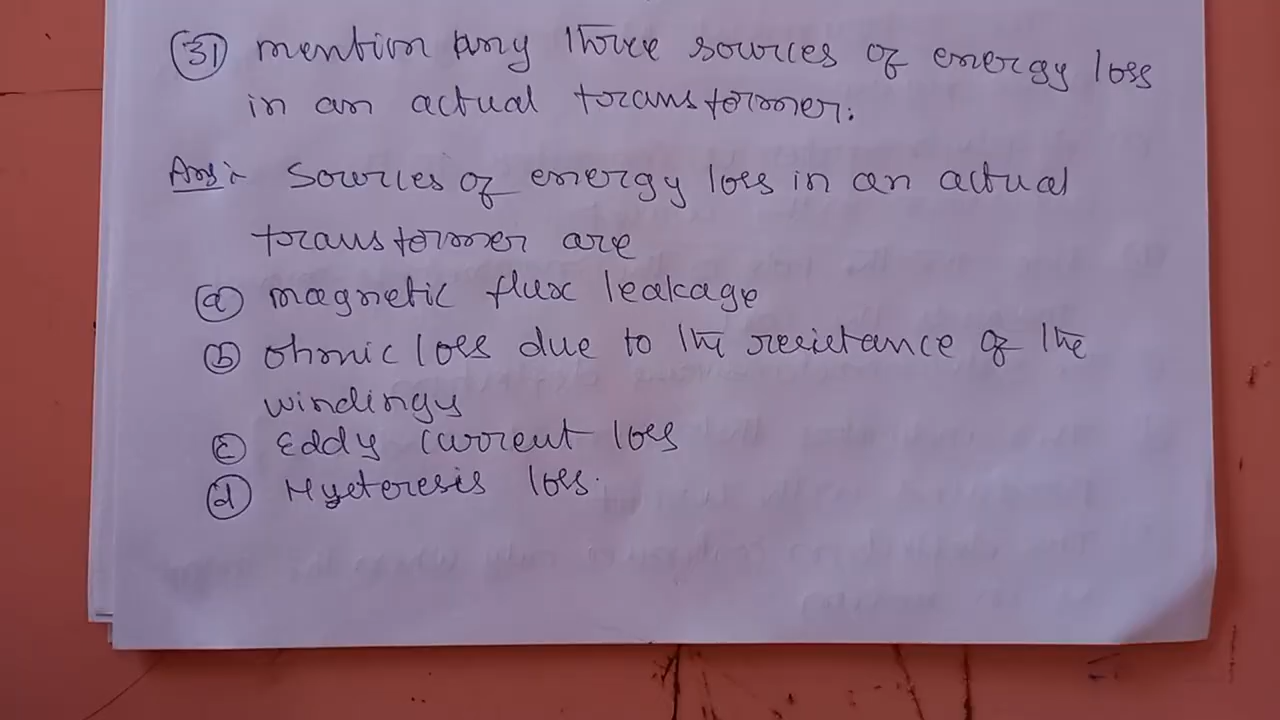 31 mention any three sources of energy loss
in an actual transformer.
Ans:- Sources of energy loss in an actual
transformer are
a magnetic flux leakage
b ohmic loss due to the resistance of the
windings
c Eddy current loss
d Hysteresis loss.